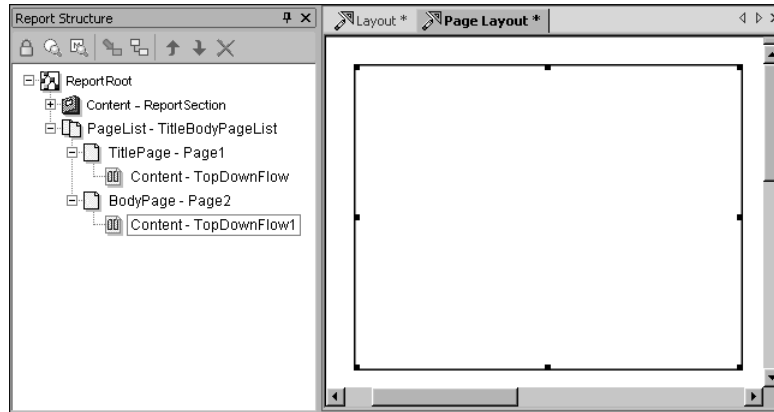 Report Structure
Layout *
Page Layout *
ReportRoot
Content - ReportSection
PageList - TitleBodyPageList
TitlePage - Page1
Content - TopDownFlow
BodyPage - Page2
Content - TopDownFlow1